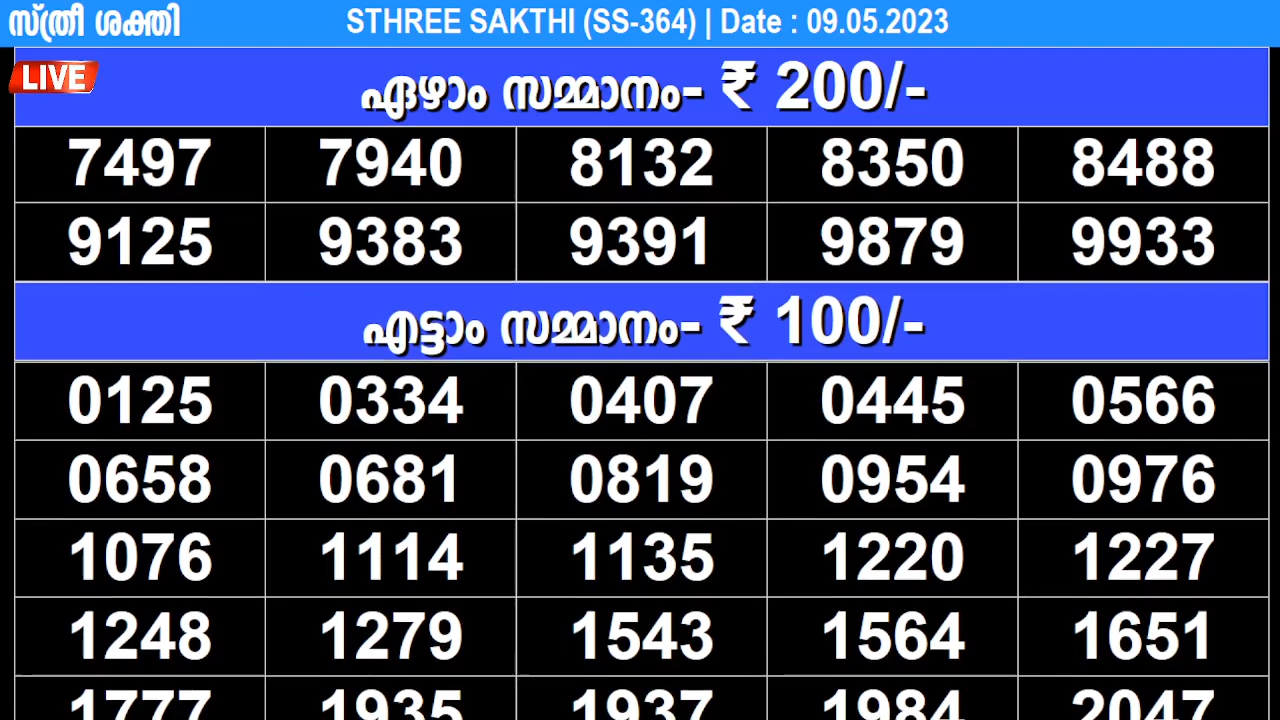 സ്ത്രീ ശക്തി STHREE SAKTHI (SS-364) | Date : 09.05.2023
LIVE
ഏഴാം സമ്മാനം- ₹ 200/-
7497 7940 8132 8350 8488
9125 9383 9391 9879 9933
എട്ടാം സമ്മാനം- ₹ 100/-
0125 0334 0407 0445 0566
0658 0681 0819 0954 0976
1076 1114 1135 1220 1227
1248 1279 1543 1564 1651
1777 1935 1937 1984 2047